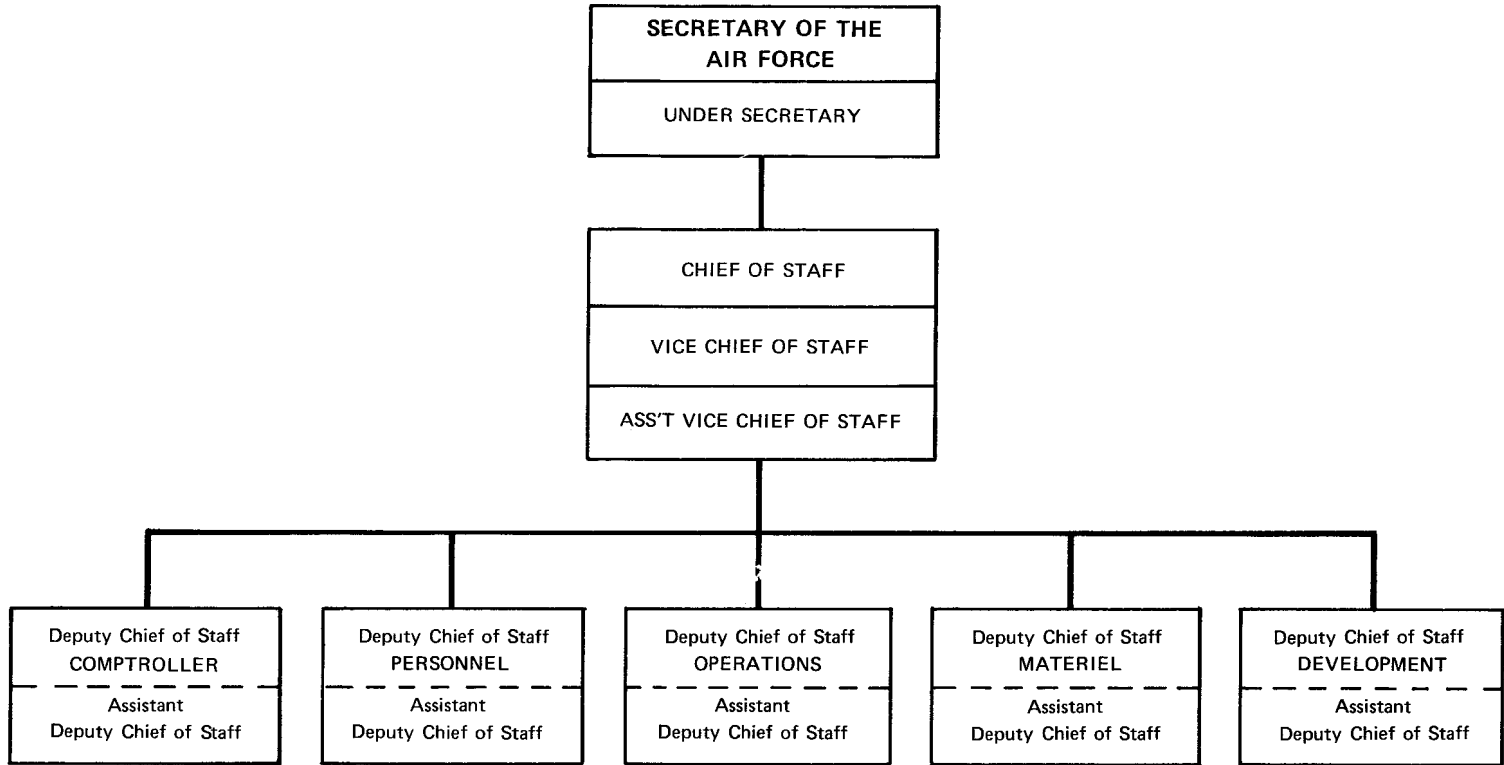 SECRETARY OF THE
AIR FORCE
UNDER SECRETARY
CHIEF OF STAFF
VICE CHIEF OF STAFF
ASS'T VICE CHIEF OF STAFF
Deputy Chief of Staff
COMPTROLLER
Assistant
Deputy Chief of Staff
Deputy Chief of Staff
PERSONNEL
Assistant
Deputy Chief of Staff
Deputy Chief of Staff
OPERATIONS
Assistant
Deputy Chief of Staff
Deputy Chief of Staff
MATERIEL
Assistant
Deputy Chief of Staff
Deputy Chief of Staff
DEVELOPMENT
Assistant
Deputy Chief of Staff